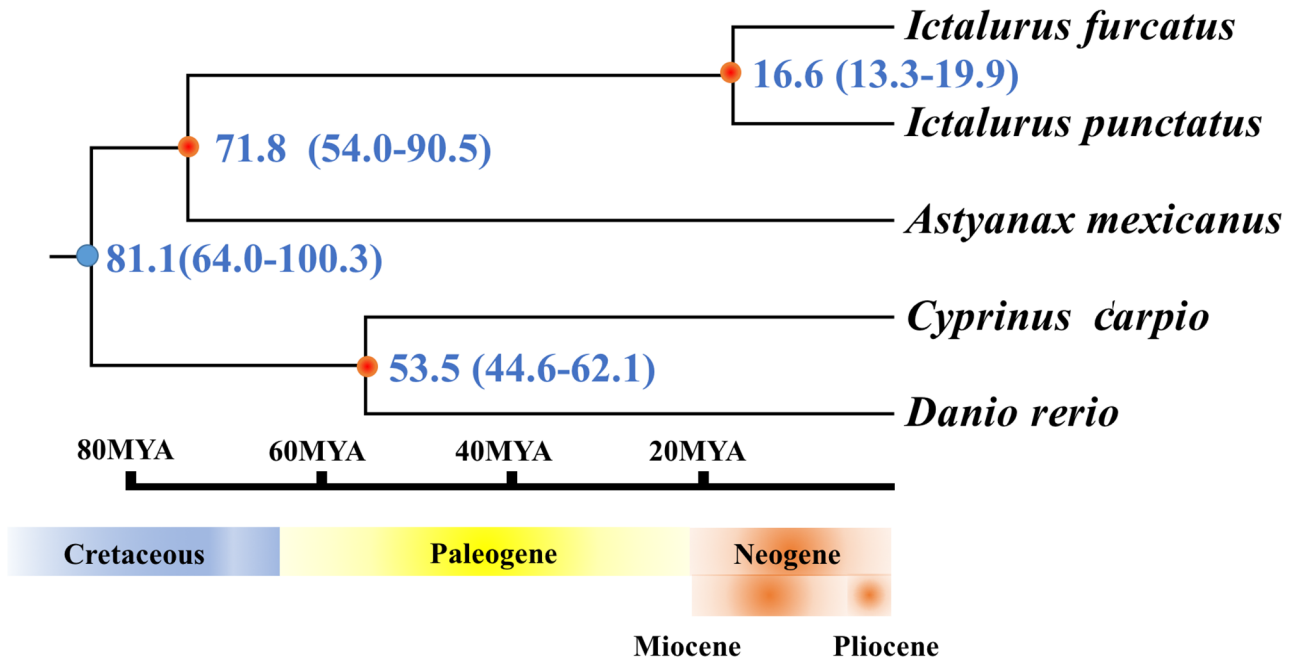 Ictalurus furcatus
16.6 (13.3-19.9)
Ictalurus punctatus
71.8 (54.0-90.5)
Astyanax mexicanus
81.1(64.0-100.3)
Cyprinus carpio
53.5 (44.6-62.1)
Danio rerio
80MYA 60MYA 40MYA 20MYA
Cretaceous Paleogene Neogene
Miocene Pliocene